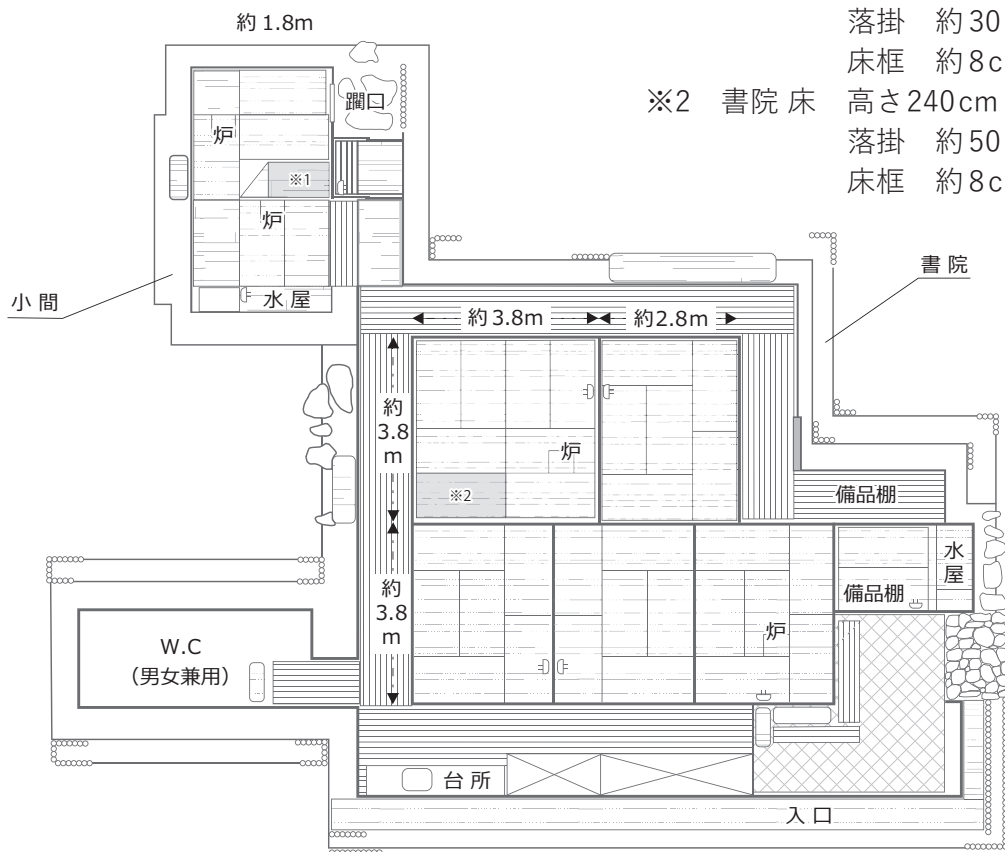 約1.8m
落掛 約30
床框 約8c
※2 書院 床 高さ240cm
落掛 約50
床框 約8c
躙口
炉
※1
炉
水屋
小間
書院
約3.8m
約2.8m
約
3.8
m
炉
※2
備品棚
約
3.8
m
備品棚
水
屋
炉
W.C
（男女兼用）
台所
入口